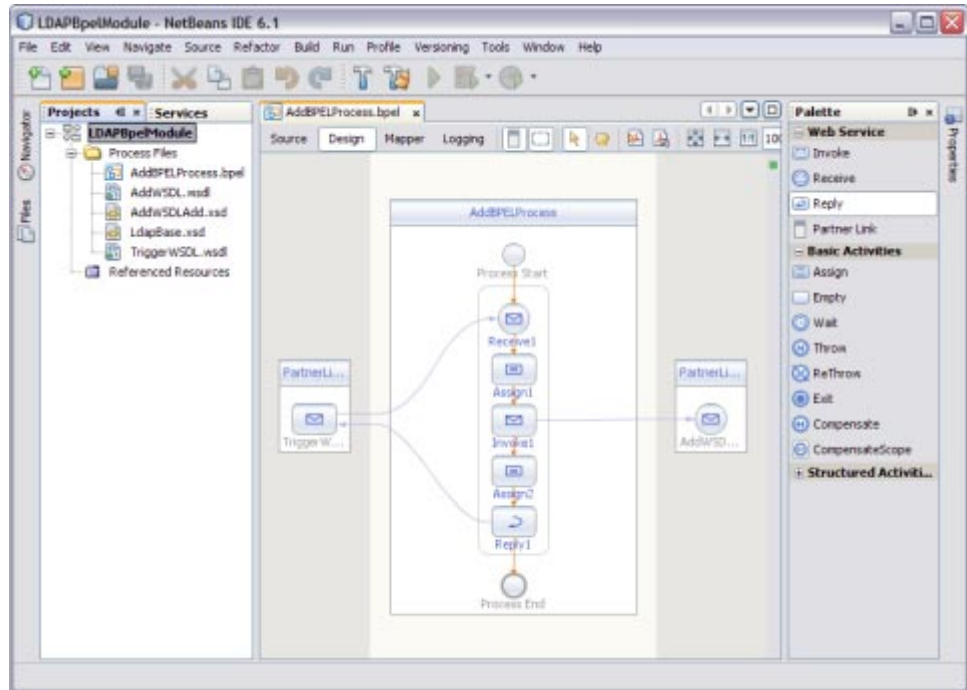 LDAPBpelModule - NetBeans IDE 6.1
File Edit View Navigate Source Refactor Build Run Profile Versioning Tools Window Help
Navigator
Files
Projects
Services
LDAPBpelModule
Process Files
AddBPELProcess.bpel
AddWSDL.wsdl
AddWSDLAdd.xsd
LdapBase.xsd
TriggerWSDL.wsdl
Referenced Resources
AddBPELProcess.bpel
Source Design Mapper Logging
1:1 100
AddBPELProcess
Process Start
Receive1
Assign1
Invoke1
Assign2
Reply1
Process End
PartnerLi...
TriggerW...
PartnerLi...
AddWSD...
Palette
Web Service
Invoke
Receive
Reply
Partner Link
Basic Activities
Assign
Empty
Wait
Throw
ReThrow
Exit
Compensate
CompensateScope
Structured Activiti...
Properties